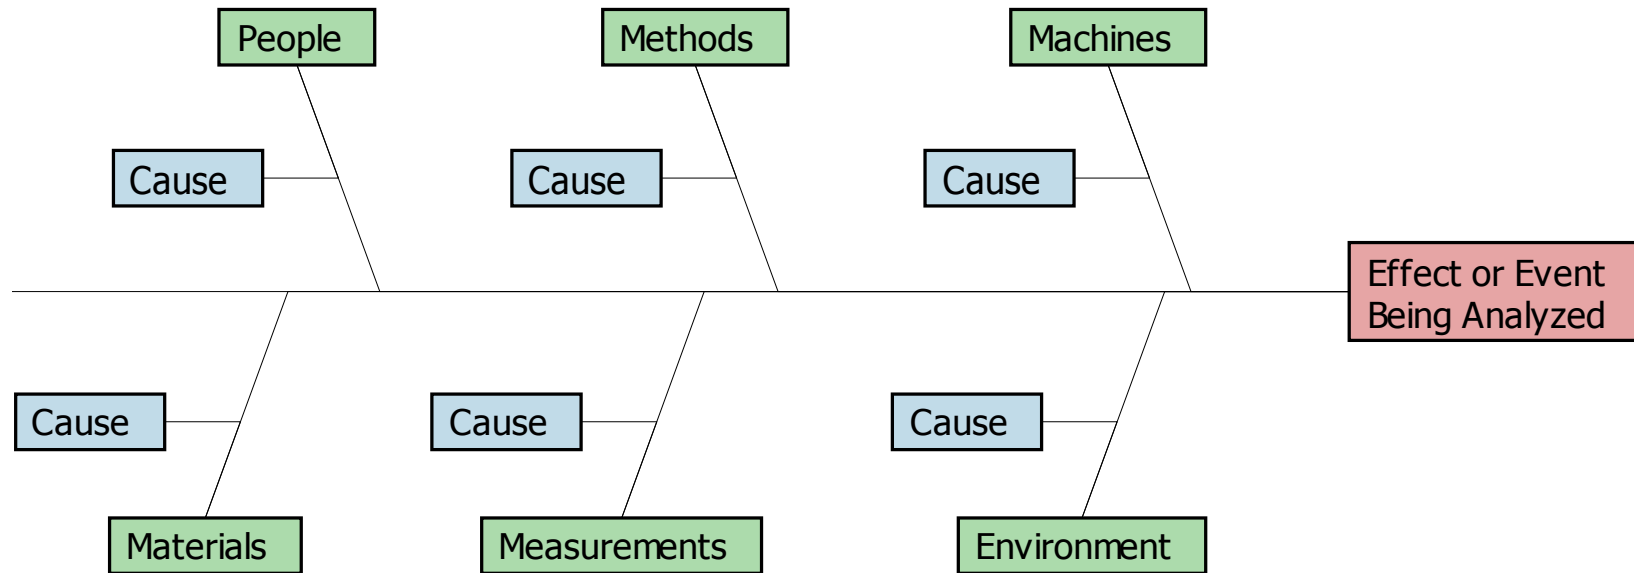 People
Methods
Machines
Cause
Cause
Cause
Effect or Event
Being Analyzed
Cause
Cause
Cause
Materials
Measurements
Environment